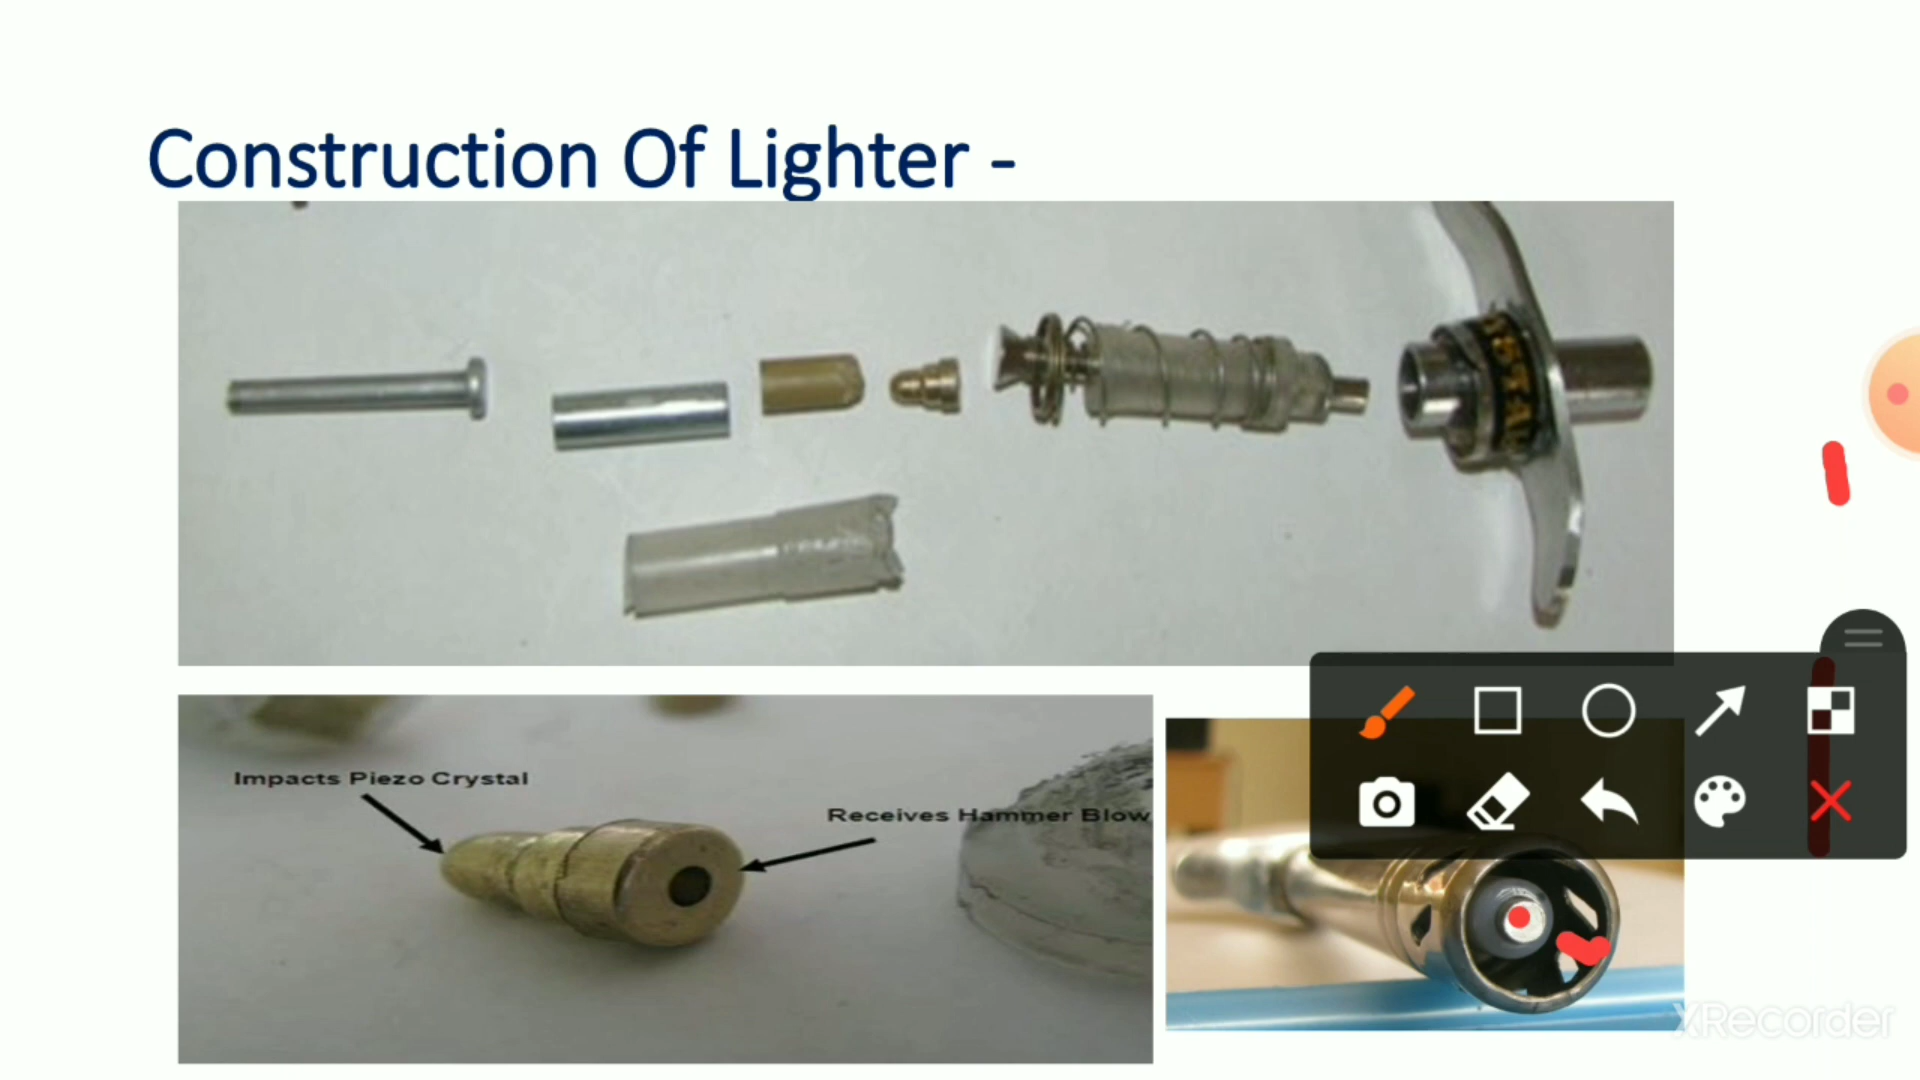 Construction Of Lighter -
Impacts Piezo Crystal
Receives Hammer Blow
XRecorder